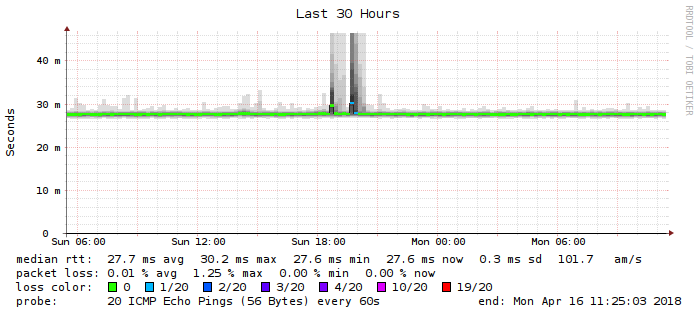 Last 30 Hours
RRDTOOL / TOBI OETIKER
Seconds
40 m
30 m
20 m
10 m
0
Sun 06:00 Sun 12:00 Sun 18:00 Mon 00:00 Mon 06:00
median rtt: 27.7 ms avg 30.2 ms max 27.6 ms min 27.6 ms now 0.3 ms sd 101.7 am/s
packet loss: 0.01 % avg 1.25 % max 0.00 % min 0.00 % now
loss color: 0 1/20 2/20 3/20 4/20 10/20 19/20
probe: 20 ICMP Echo Pings (56 Bytes) every 60s end: Mon Apr 16 11:25:03 2018